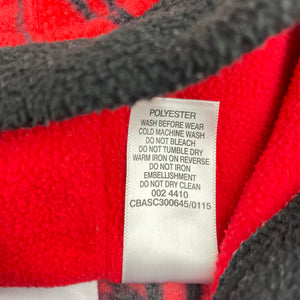 POLYESTER
WASH BEFORE WEAR
COLD MACHINE WASH
DO NOT BLEACH
DO NOT TUMBLE DRY
WARM IRON ON REVERSE
DO NOT IRON
EMBELLISHMENT
DO NOT DRY CLEAN
002 4410
CBASC300645/0115